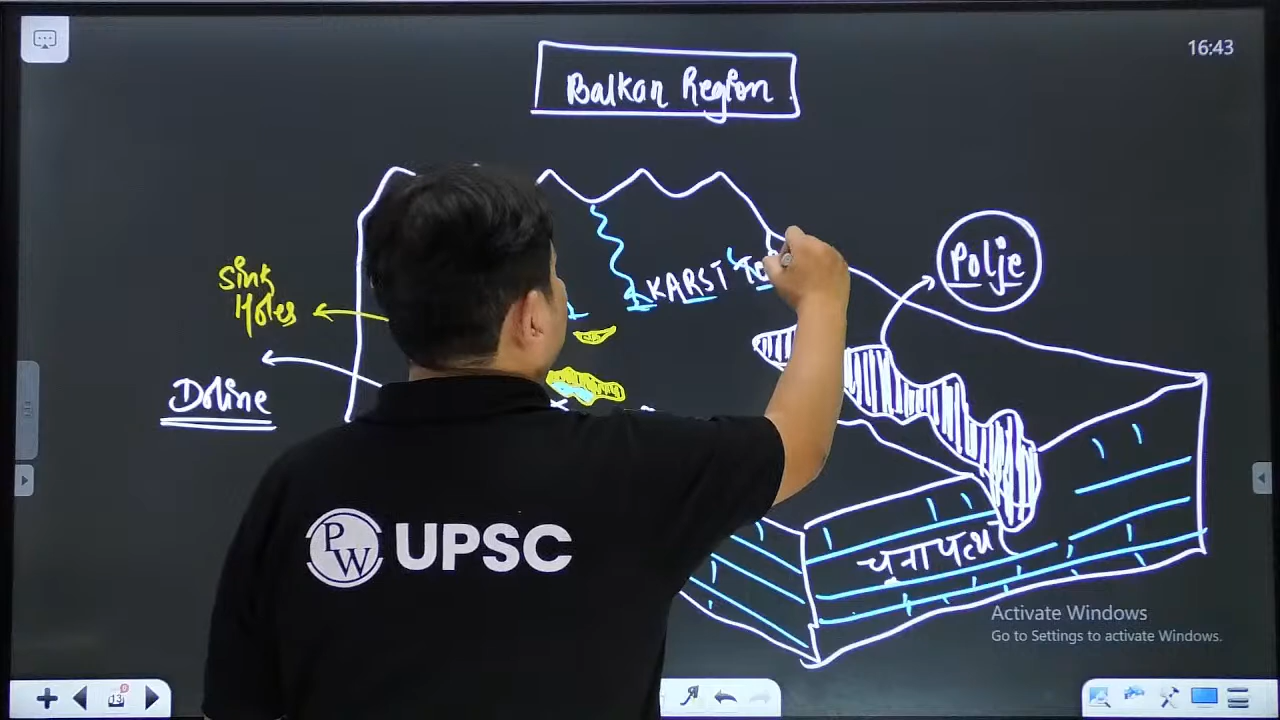 16:43
Balkan Region
Sink
Holes
KARST
Polje
Doline
PW UPSC
चूना पत्थ
Activate Windows
Go to Settings to activate Windows.
13